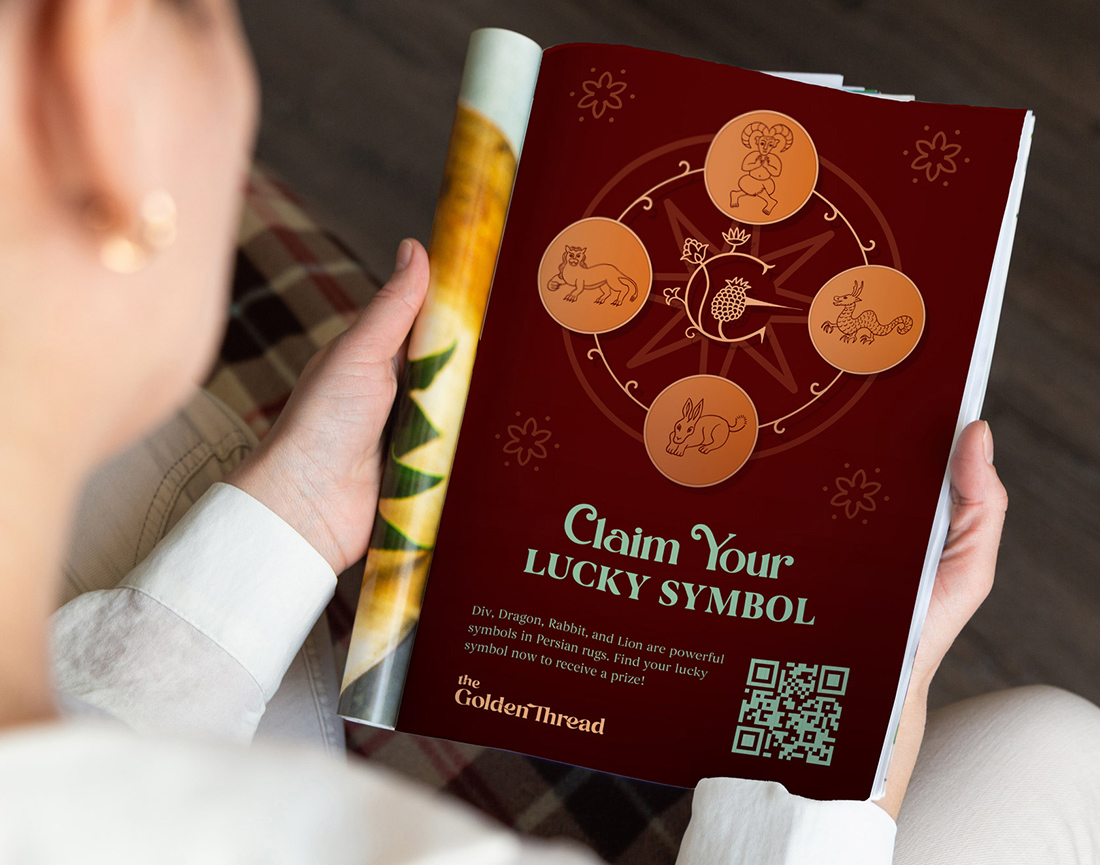 Claim Your
LUCKY SYMBOL
Div, Dragon, Rabbit, and Lion are powerful
symbols in Persian rugs. Find your lucky
symbol now to receive a prize!
the
Golden Thread